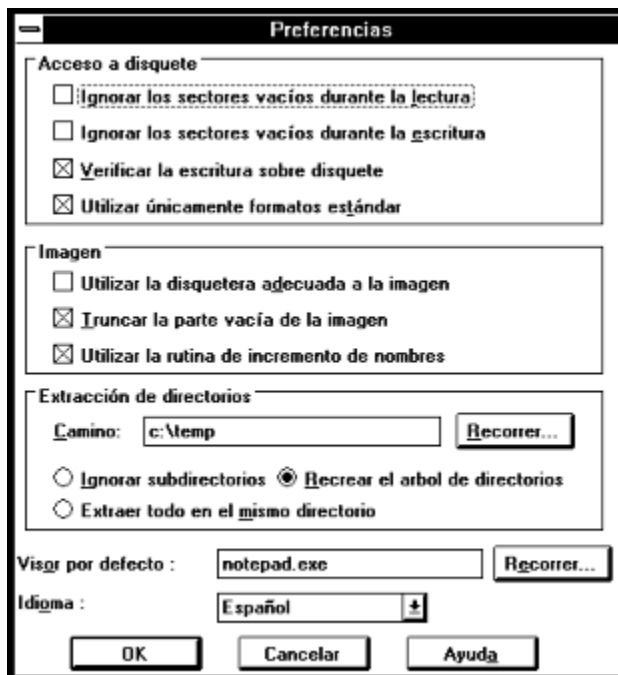 Preferencias
Acceso a disquete
Ignorar los sectores vacíos durante la lectura
Ignorar los sectores vacíos durante la escritura
Verificar la escritura sobre disquete
Utilizar únicamente formatos estándar
Imagen
Utilizar la disquetera adecuada a la imagen
Truncar la parte vacía de la imagen
Utilizar la rutina de incremento de nombres
Extracción de directorios
Camino: c:\temp Recorrer...
Ignorar subdirectorios Recrear el arbol de directorios
Extraer todo en el mismo directorio
Visor por defecto : notepad.exe Recorrer...
Idioma : Español
OK Cancelar Ayuda